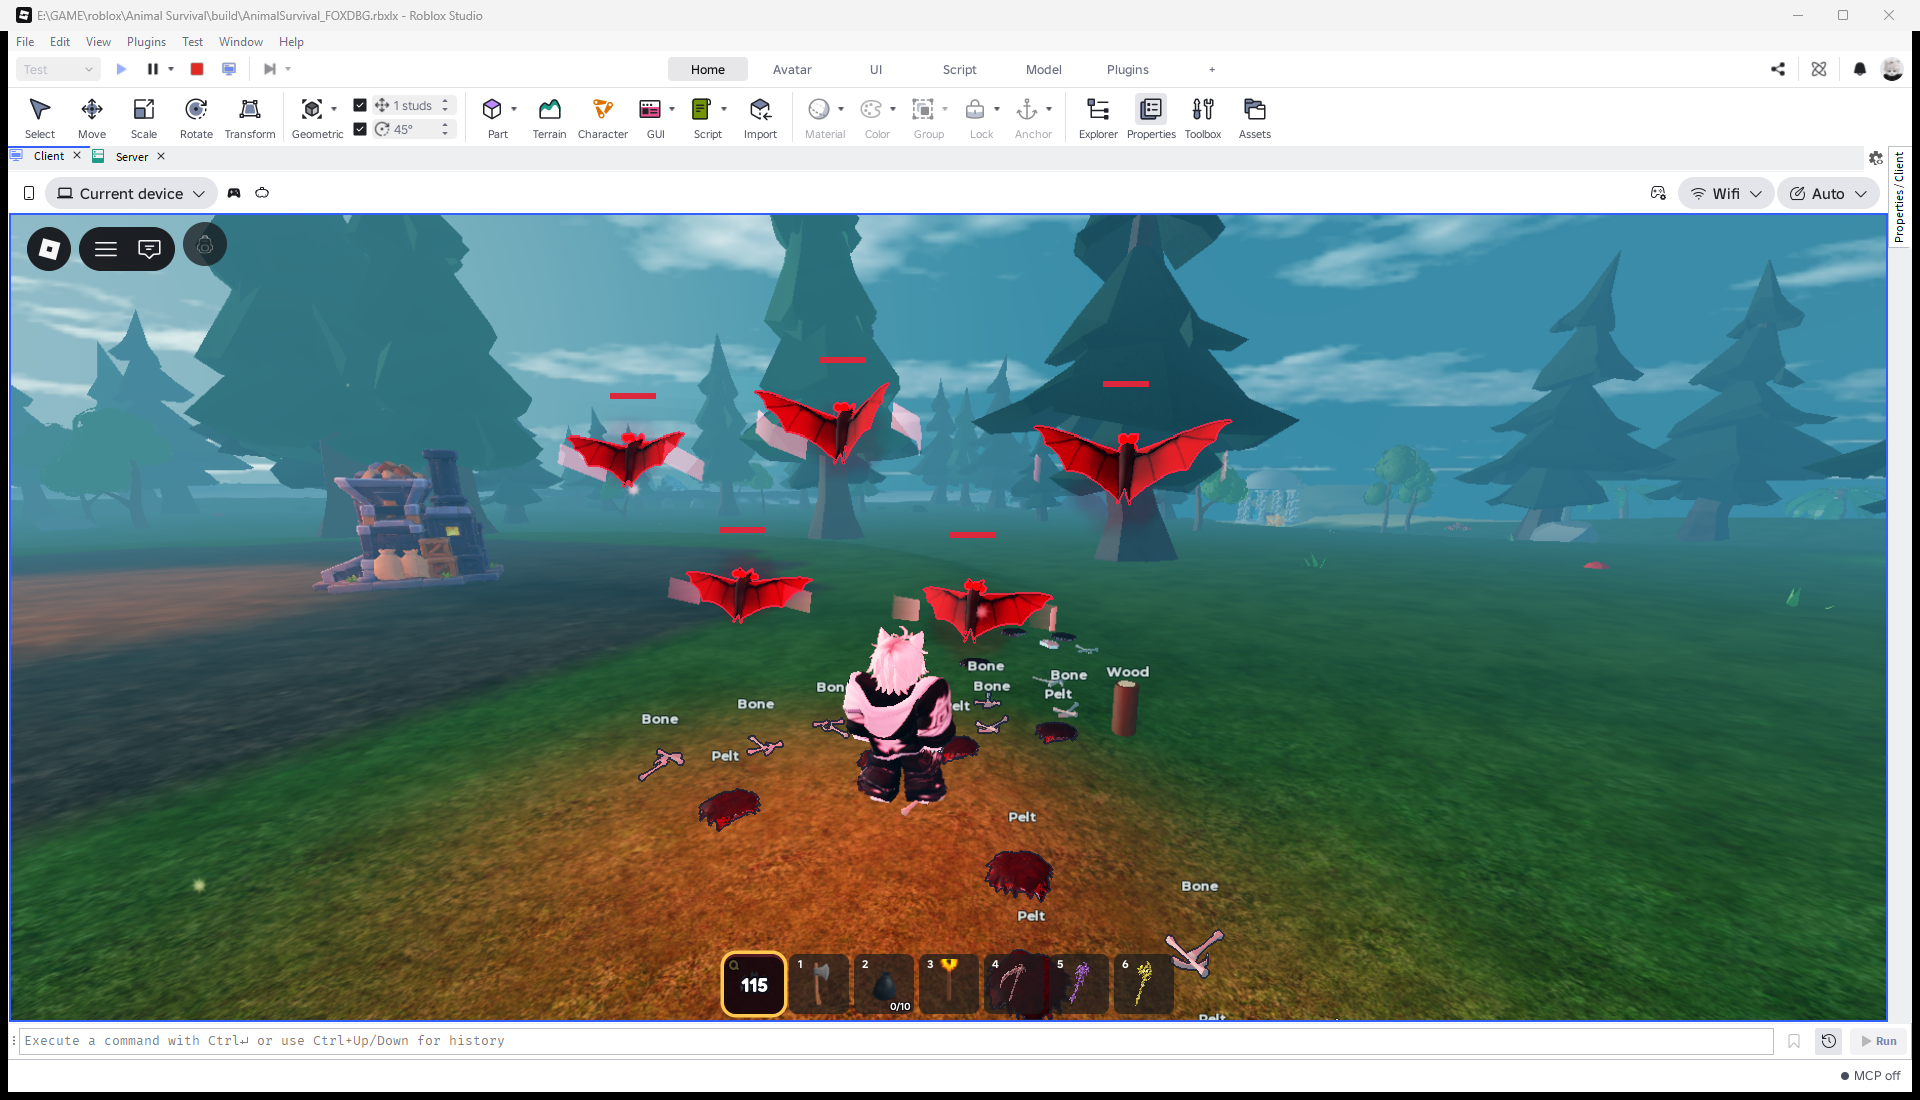 E:\GAME\roblox\Animal Survival\build\AnimalSurvival_FOXDBG.rbxlx - Roblox Studio
File Edit View Plugins Test Window Help
Test
Home Avatar UI Script Model Plugins +
1 studs
45°
Select Move Scale Rotate Transform Geometric Part Terrain Character GUI Script Import Material Color Group Lock Anchor Explorer Properties Toolbox Assets
Client Server
Properties / Client
Current device
Wifi Auto
Bone
Bone Wood
Bone Pelt
Bon
Bone elt
Bone
Pelt
Pelt
Bone
Pelt
Q 1 2 3 4 5 6
115
0/10
Pelt
Execute a command with Ctrl↵ or use Ctrl+Up/Down for history
Run
MCP off